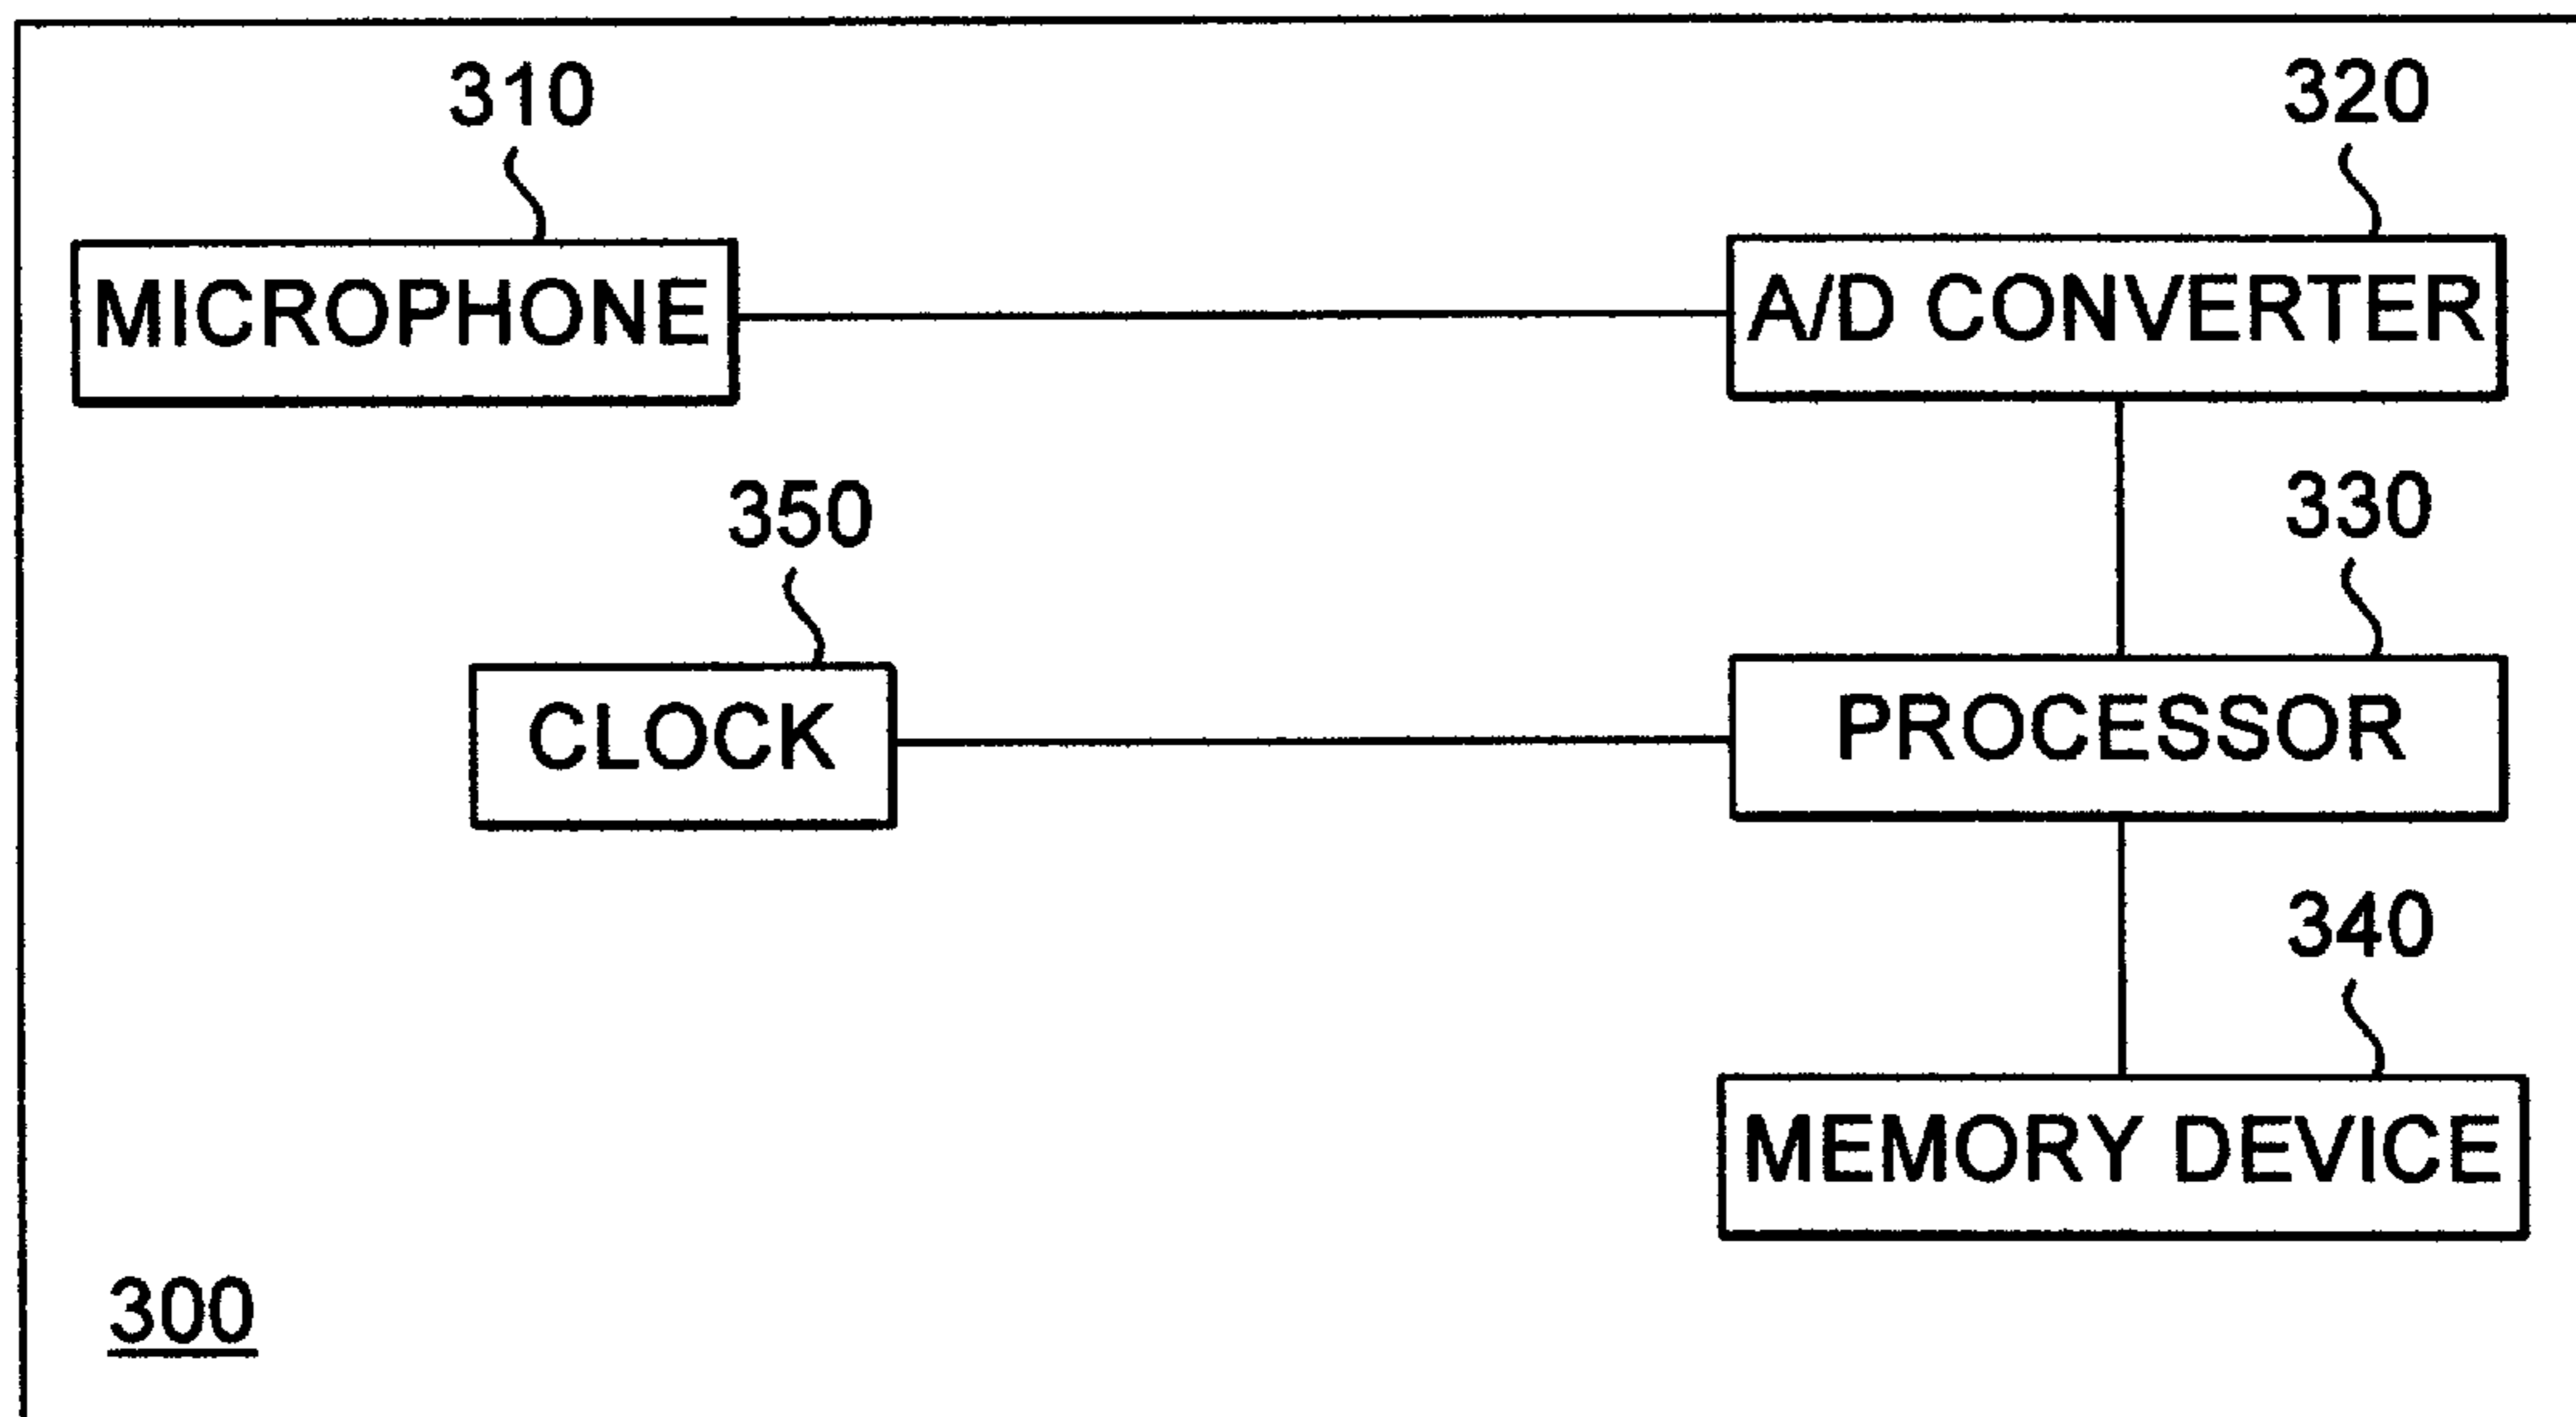 310
320
MICROPHONE
A/D CONVERTER
350
330
CLOCK
PROCESSOR
340
MEMORY DEVICE
300